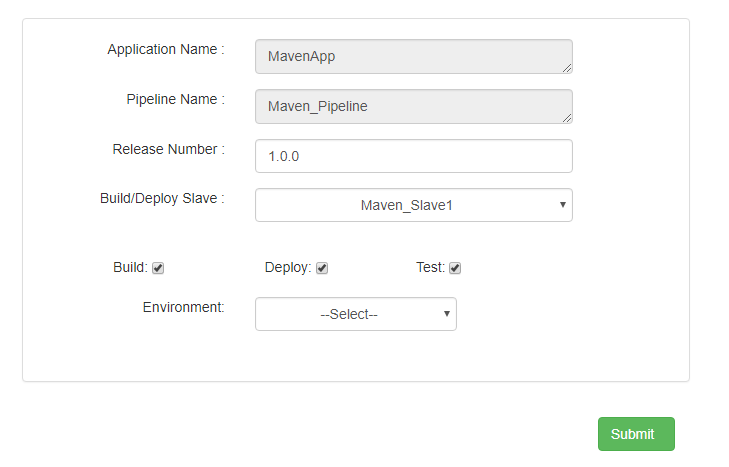 Application Name : MavenApp
Pipeline Name : Maven_Pipeline
Release Number : 1.0.0
Build/Deploy Slave : Maven_Slave1
Build: Deploy: Test:
Environment: --Select--
Submit